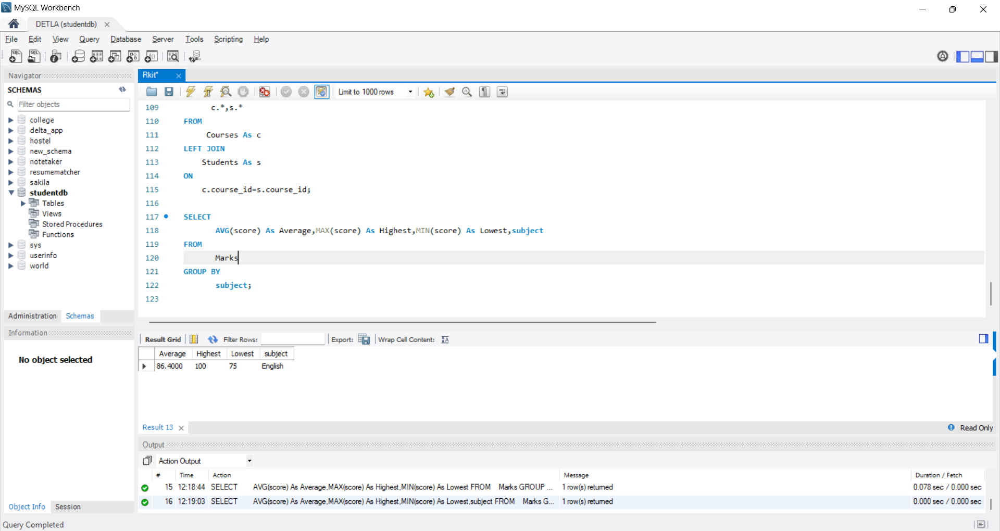 MySQL Workbench
DETLA (studentdb)
File Edit View Query Database Server Tools Scripting Help
Navigator
SCHEMAS
Filter objects
college
delta_app
hostel
new_schema
notetaker
resumematcher
sakila
studentdb
Tables
Views
Stored Procedures
Functions
sys
userinfo
world
Administration Schemas
Information
No object selected
Object Info Session
Rkit*
Limit to 1000 rows
109 c.*,s.*
110 FROM
111 Courses As c
112 LEFT JOIN
113 Students As s
114 ON
115 c.course_id=s.course_id;
116
117 SELECT
118 AVG(score) As Average,MAX(score) As Highest,MIN(score) As Lowest,subject
119 FROM
120 Marks
121 GROUP BY
122 subject;
123
Result Grid Filter Rows: Export: Wrap Cell Content:
Average Highest Lowest subject
86.4000 100 75 English
Result 13 Read Only
Output
Action Output
# Time Action Message Duration / Fetch
15 12:18:44 SELECT AVG(score) As Average,MAX(score) As Highest,MIN(score) As Lowest FROM Marks GROUP ... 1 row(s) returned 0.078 sec / 0.000 sec
16 12:19:03 SELECT AVG(score) As Average,MAX(score) As Highest,MIN(score) As Lowest,subject FROM Marks G... 1 row(s) returned 0.000 sec / 0.000 sec
Query Completed